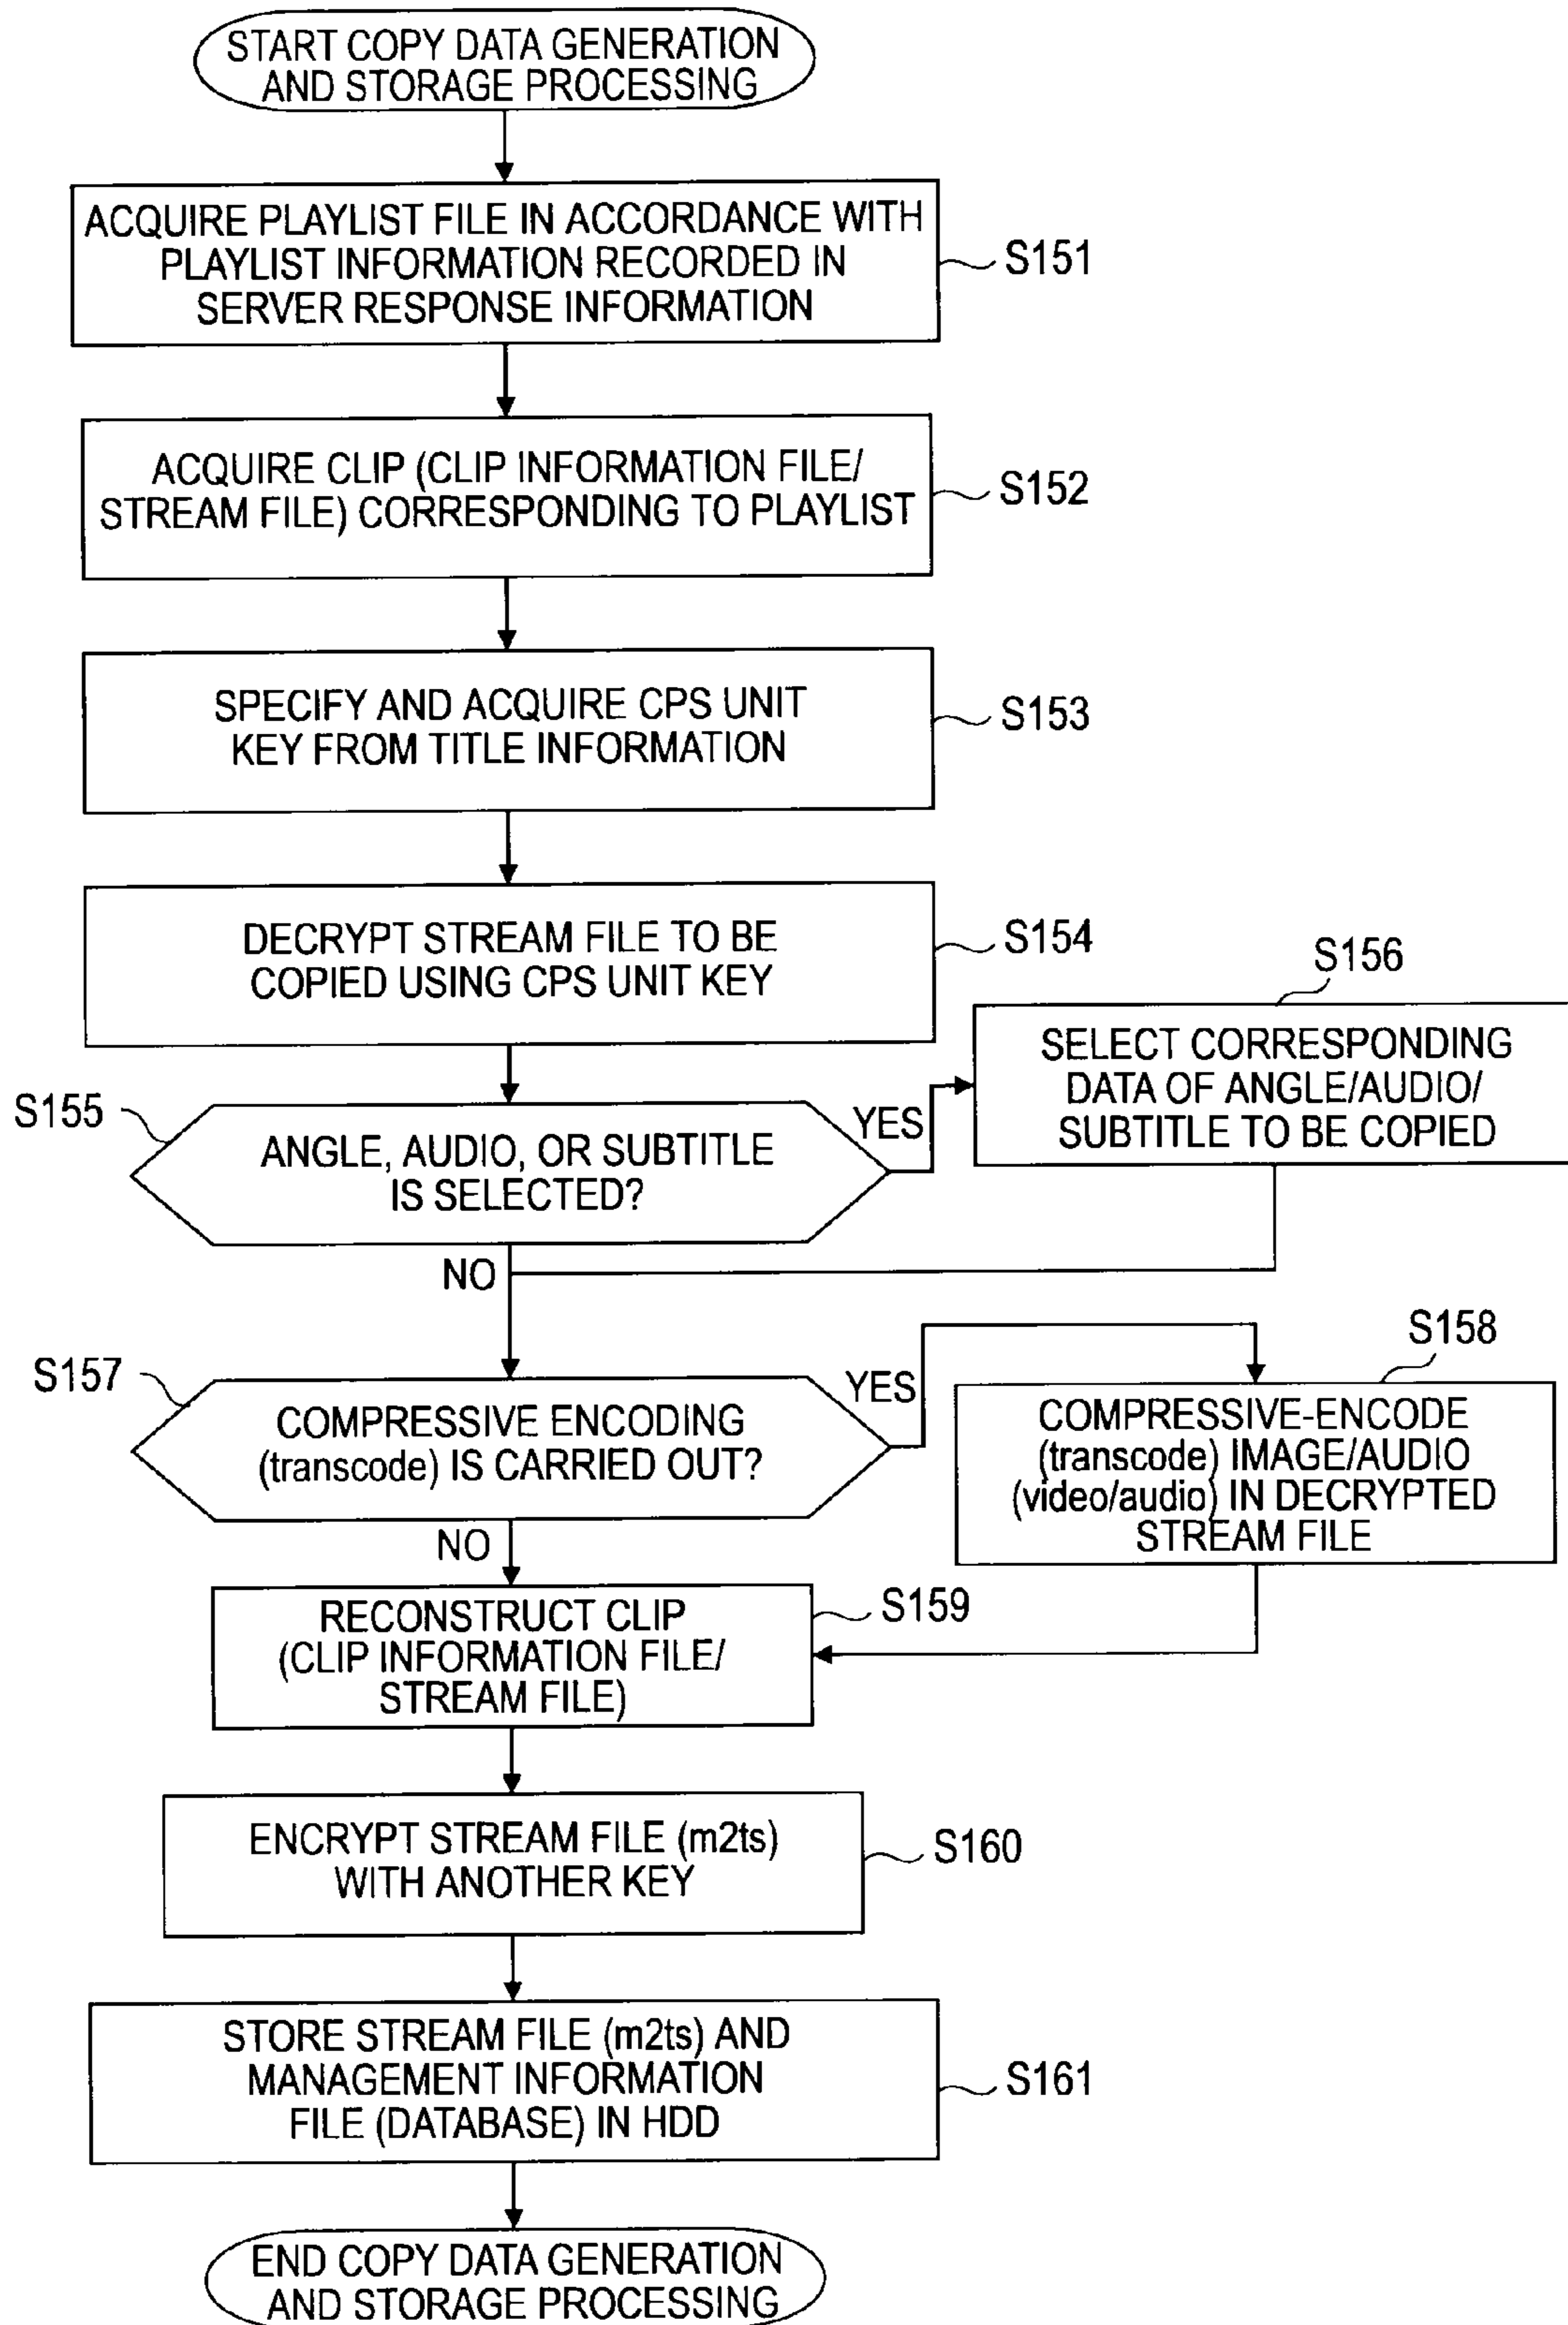 START COPY DATA GENERATION
AND STORAGE PROCESSING
ACQUIRE PLAYLIST FILE IN ACCORDANCE WITH
PLAYLIST INFORMATION RECORDED IN
SERVER RESPONSE INFORMATION
S151
ACQUIRE CLIP (CLIP INFORMATION FILE/
STREAM FILE) CORRESPONDING TO PLAYLIST
S152
SPECIFY AND ACQUIRE CPS UNIT
KEY FROM TITLE INFORMATION
S153
DECRYPT STREAM FILE TO BE
COPIED USING CPS UNIT KEY
S154
S155
ANGLE, AUDIO, OR SUBTITLE
IS SELECTED?
YES
S156
SELECT CORRESPONDING
DATA OF ANGLE/AUDIO/
SUBTITLE TO BE COPIED
NO
S157
COMPRESSIVE ENCODING
(transcode) IS CARRIED OUT?
YES
S158
COMPRESSIVE-ENCODE
(transcode) IMAGE/AUDIO
(video/audio) IN DECRYPTED
STREAM FILE
NO
RECONSTRUCT CLIP
(CLIP INFORMATION FILE/
STREAM FILE)
S159
ENCRYPT STREAM FILE (m2ts)
WITH ANOTHER KEY
S160
STORE STREAM FILE (m2ts) AND
MANAGEMENT INFORMATION
FILE (DATABASE) IN HDD
S161
END COPY DATA GENERATION
AND STORAGE PROCESSING